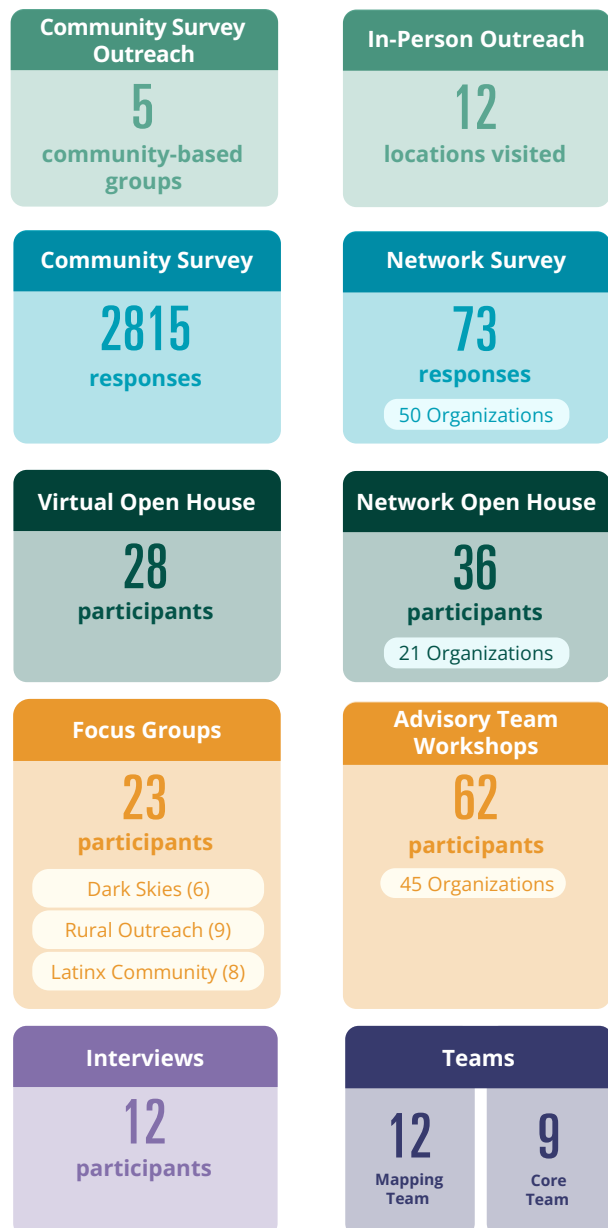 Community Survey
Outreach
5
community-based
groups
In-Person Outreach
12
locations visited
Community Survey
2815
responses
Network Survey
73
responses
50 Organizations
Virtual Open House
28
participants
Network Open House
36
participants
21 Organizations
Focus Groups
23
participants
Dark Skies (6)
Rural Outreach (9)
Latinx Community (8)
Advisory Team
Workshops
62
participants
45 Organizations
Interviews
12
participants
Teams
12
Mapping
Team
9
Core
Team